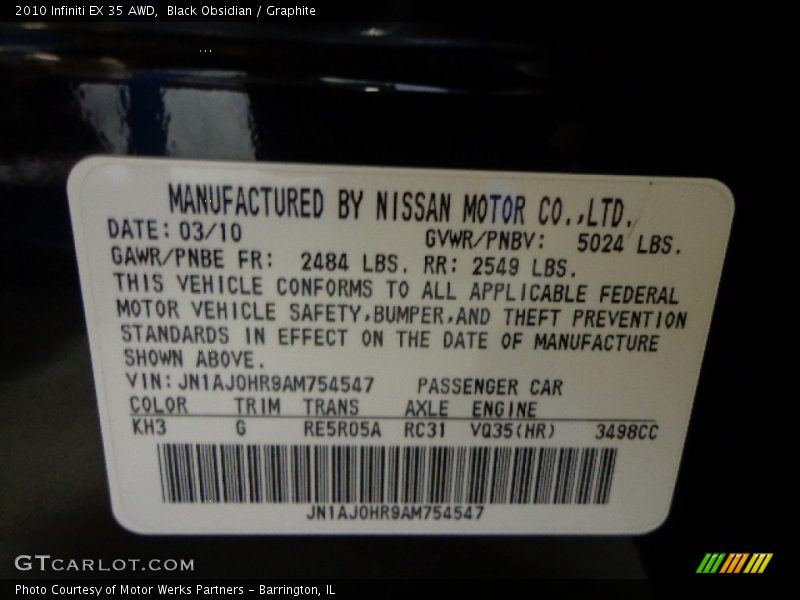 2010 Infiniti EX 35 AWD, Black Obsidian / Graphite
MANUFACTURED BY NISSAN MOTOR CO.,LTD.
DATE: 03/10 GVWR/PNBV: 5024 LBS.
GAWR/PNBE FR: 2484 LBS. RR: 2549 LBS.
THIS VEHICLE CONFORMS TO ALL APPLICABLE FEDERAL
MOTOR VEHICLE SAFETY,BUMPER,AND THEFT PREVENTION
STANDARDS IN EFFECT ON THE DATE OF MANUFACTURE
SHOWN ABOVE.
VIN: JN1AJ0HR9AM754547 PASSENGER CAR
COLOR TRIM TRANS AXLE ENGINE
KH3 G RE5R05A RC31 VQ35(HR) 3498CC
JN1AJ0HR9AM754547
GTCARLOT.COM
Photo Courtesy of Motor Werks Partners - Barrington, IL